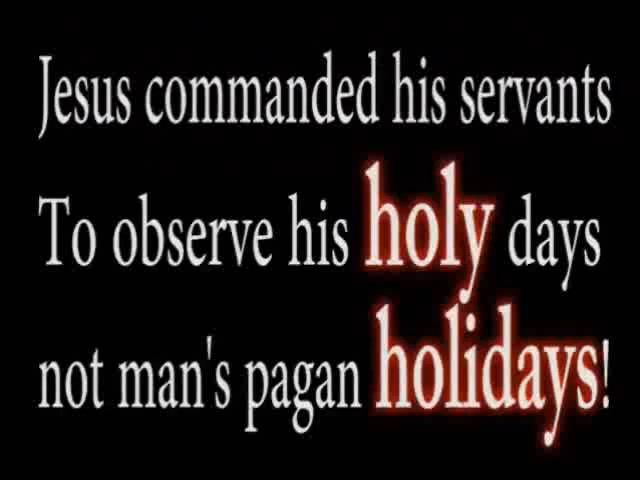 Jesus commanded his servants
To observe his holy days
not man's pagan holidays!